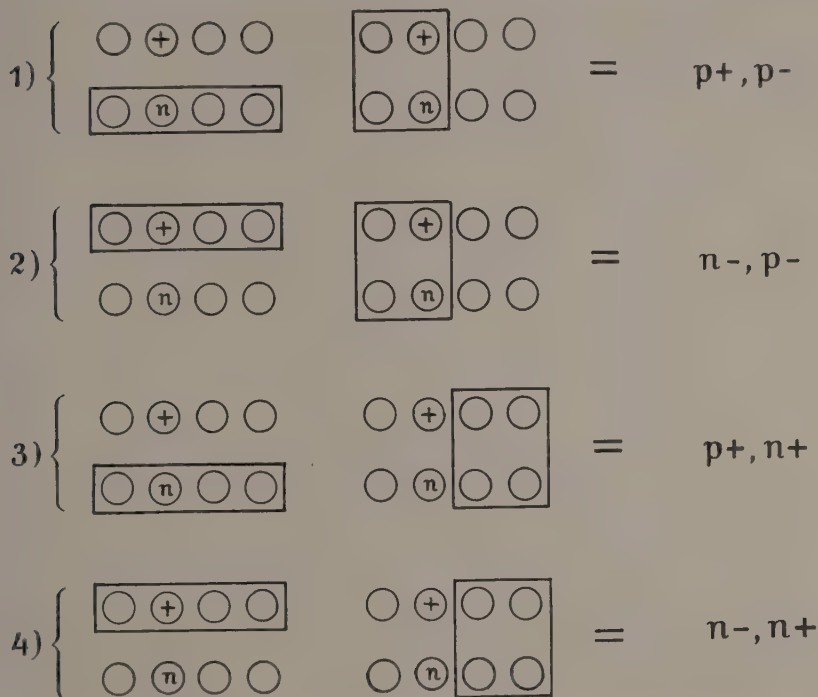 + +
1) = p+, p-
n n
+ +
2) = n-, p-
n n
+ +
3) = p+, n+
n n
+ +
4) = n-, n+
n n